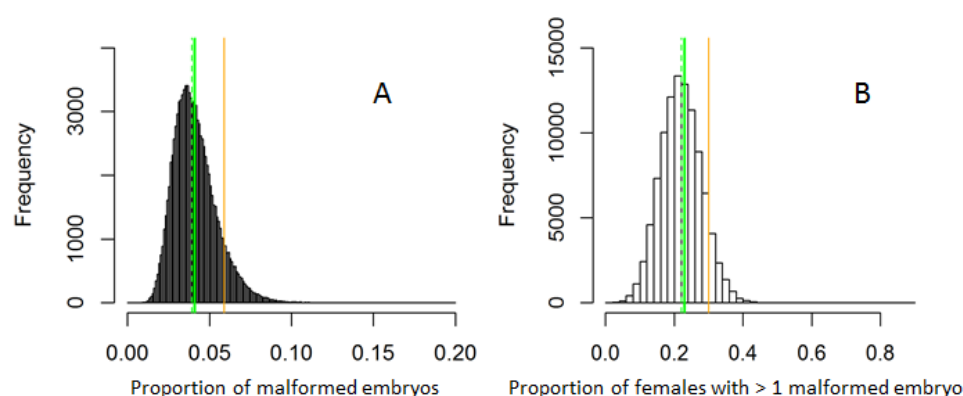 A
Frequency
0
1000
3000
0.00 0.05 0.10 0.15 0.20
Proportion of malformed embryos
B
Frequency
0
5000
10000
15000
0.0 0.2 0.4 0.6 0.8
Proportion of females with > 1 malformed embryo